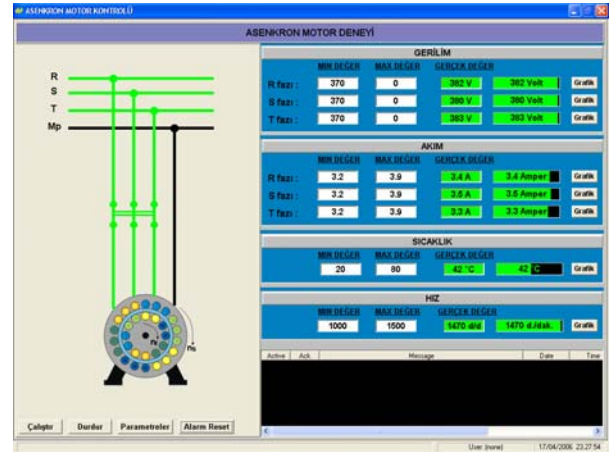 ASENKRON MOTOR KONTROLÜ
ASENKRON MOTOR DENEYİ
R
S
T
Mp
n
ns
GERİLİM
MIN DEĞER MAX DEĞER GERÇEK DEĞER
R fazı : 370 0 382 V 382 Volt Grafik
S fazı : 370 0 380 V 380 Volt Grafik
T fazı : 370 0 383 V 383 Volt Grafik
AKIM
MIN DEĞER MAX DEĞER GERÇEK DEĞER
R fazı : 3.2 3.9 3.4 A 3.4 Amper Grafik
S fazı : 3.2 3.9 3.5 A 3.5 Amper Grafik
T fazı : 3.2 3.9 3.3 A 3.3 Amper Grafik
SICAKLIK
MIN DEĞER MAX DEĞER GERÇEK DEĞER
20 80 42 °C 42 C Grafik
HIZ
MIN DEĞER MAX DEĞER GERÇEK DEĞER
1000 1500 1470 d/d 1470 d./dak. Grafik
Active Ack Message Date Time
Çalıştır Durdur Parametreler Alarm Reset
User (none) 17/04/2006 23:27:54